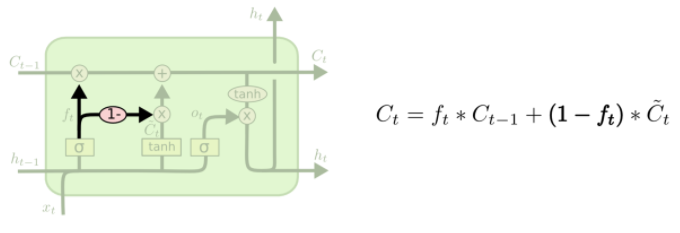 h_t
C_{t-1}
x
+
C_t
tanh
f_t
1-
x
o_t
x
C̃_t
σ
tanh
σ
h_{t-1}
h_t
x_t
C_t = f_t * C_{t-1} + (1 − f_t) * C̃_t